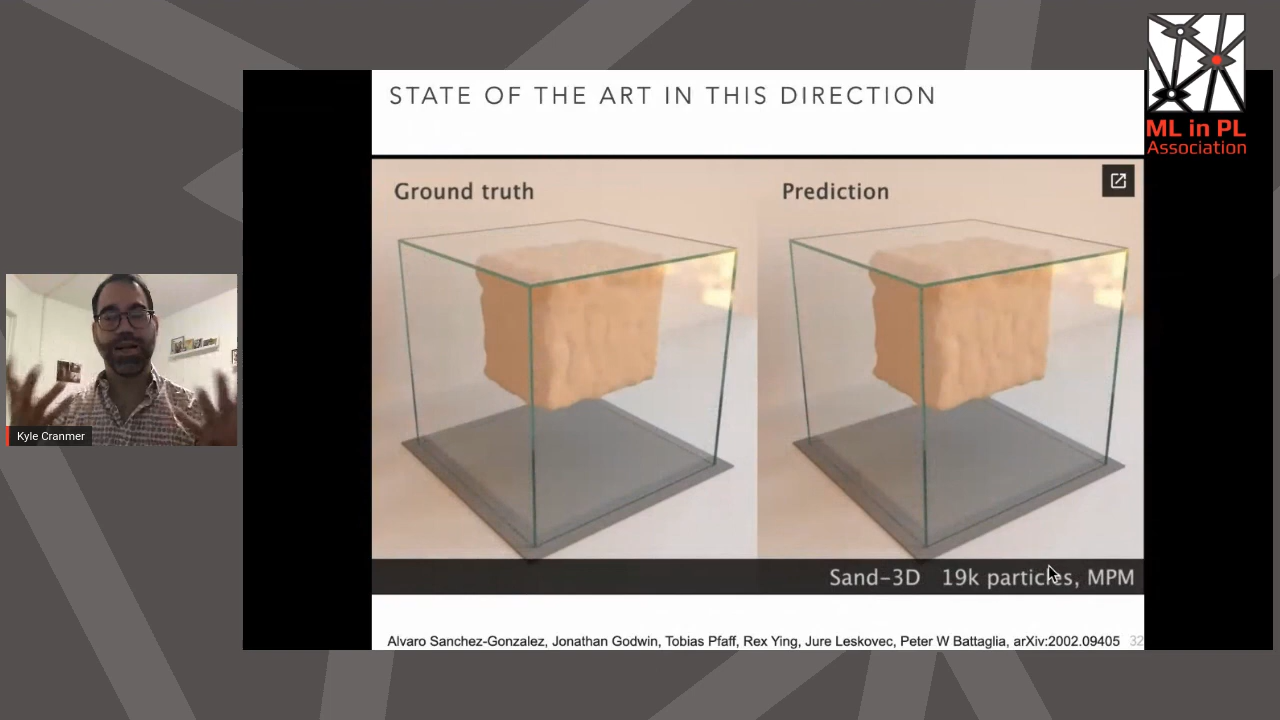 STATE OF THE ART IN THIS DIRECTION
ML in PL
Association
Ground truth
Prediction
Kyle Cranmer
Sand-3D 19k particles, MPM
Alvaro Sanchez-Gonzalez, Jonathan Godwin, Tobias Pfaff, Rex Ying, Jure Leskovec, Peter W Battaglia, arXiv:2002.09405 32